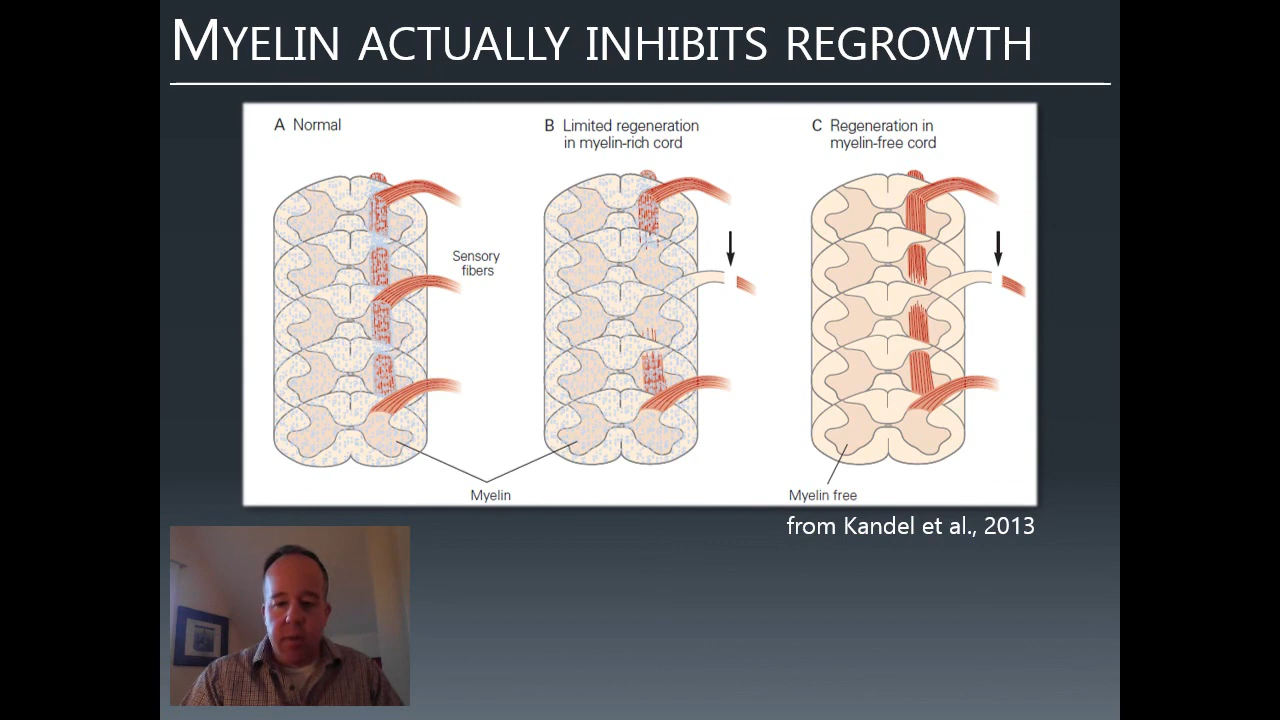 MYELIN ACTUALLY INHIBITS REGROWTH
A Normal
B Limited regeneration
in myelin-rich cord
C Regeneration in
myelin-free cord
Sensory
fibers
Myelin
Myelin free
from Kandel et al., 2013